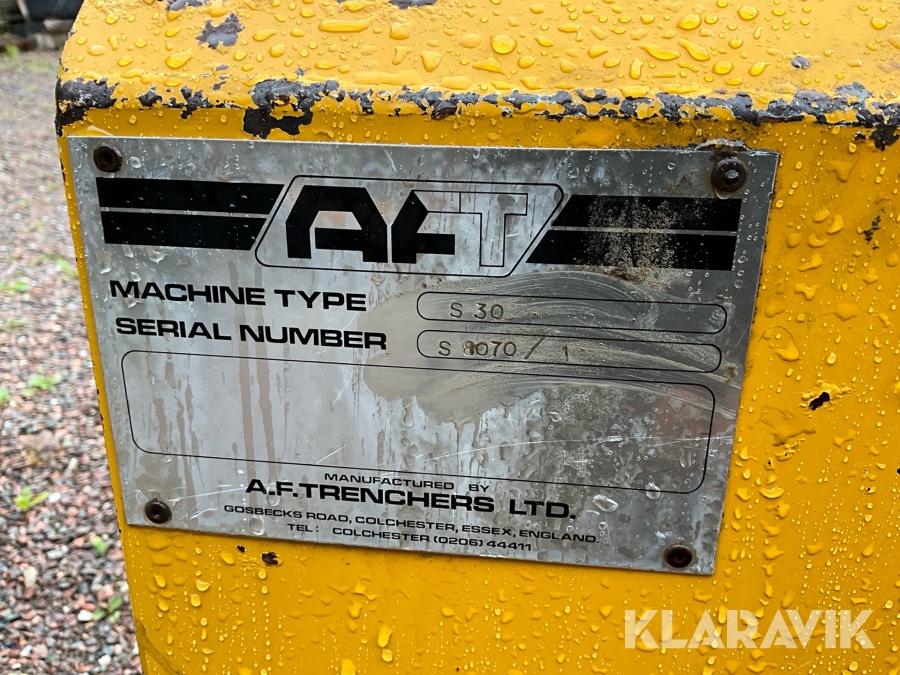 AFT
MACHINE TYPE S 30
SERIAL NUMBER S 8070 / 1
MANUFACTURED BY
A.F. TRENCHERS LTD.
GOSBECKS ROAD, COLCHESTER, ESSEX, ENGLAND.
TEL: COLCHESTER (0206) 44411
KLARAVIK